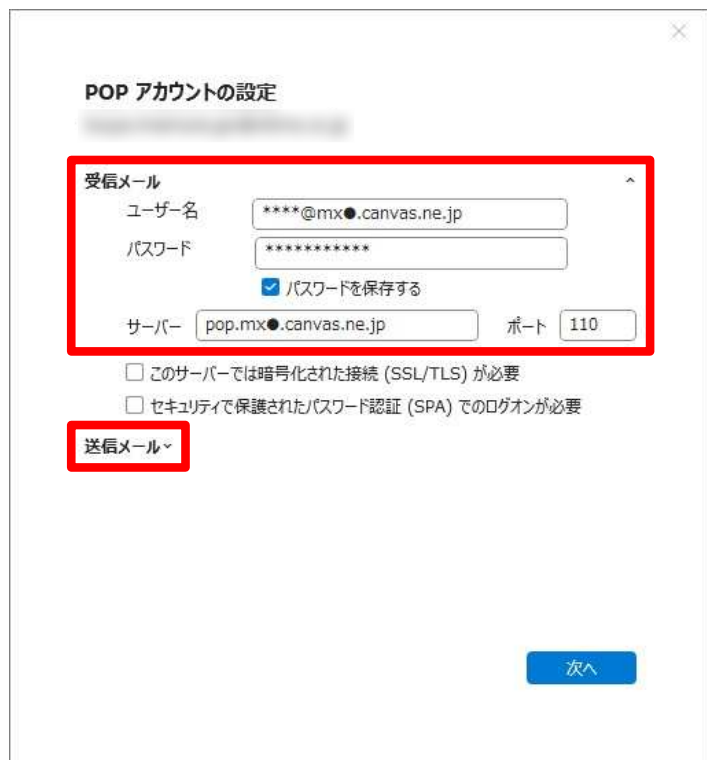 POP アカウントの設定
受信メール
ユーザー名 ****@mx●.canvas.ne.jp
パスワード ***********
パスワードを保存する
サーバー pop.mx●.canvas.ne.jp ポート 110
このサーバーでは暗号化された接続 (SSL/TLS) が必要
セキュリティで保護されたパスワード認証 (SPA) でのログオンが必要
送信メール
次へ